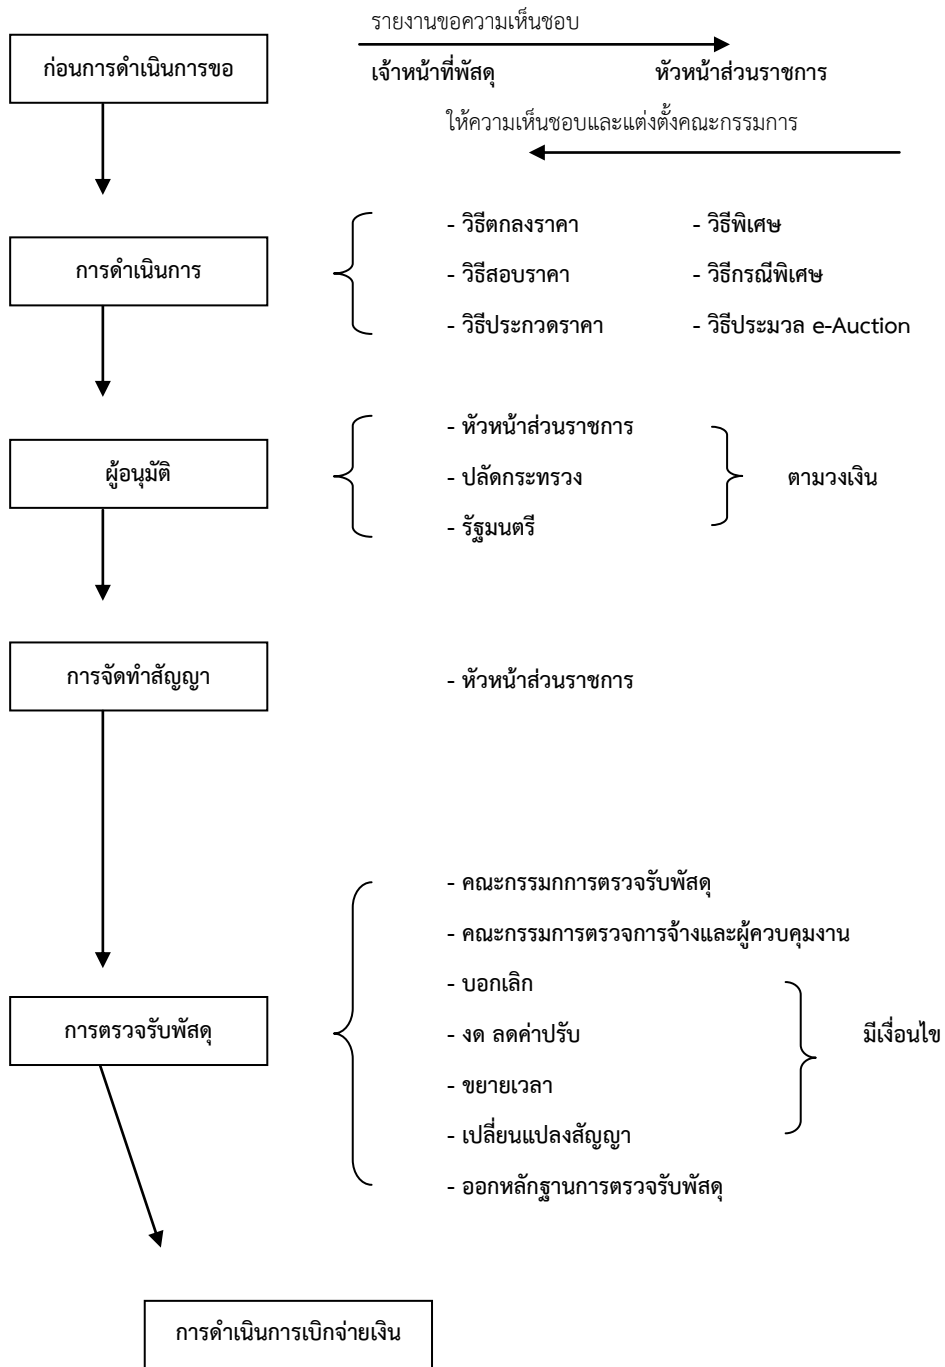 รายงานขอความเห็นชอบ
ก่อนการดำเนินการขอ
เจ้าหน้าที่พัสดุ หัวหน้าส่วนราชการ
ให้ความเห็นชอบและแต่งตั้งคณะกรรมการ
- วิธีตกลงราคา - วิธีพิเศษ
การดำเนินการ
- วิธีสอบราคา - วิธีกรณีพิเศษ
- วิธีประกวดราคา - วิธีประมวล e-Auction
- หัวหน้าส่วนราชการ
ผู้อนุมัติ
- ปลัดกระทรวง ตามวงเงิน
- รัฐมนตรี
การจัดทำสัญญา
- หัวหน้าส่วนราชการ
- คณะกรรมกการตรวจรับพัสดุ
- คณะกรรมการตรวจการจ้างและผู้ควบคุมงาน
- บอกเลิก
การตรวจรับพัสดุ
- งด ลดค่าปรับ มีเงื่อนไข
- ขยายเวลา
- เปลี่ยนแปลงสัญญา
- ออกหลักฐานการตรวจรับพัสดุ
การดำเนินการเบิกจ่ายเงิน